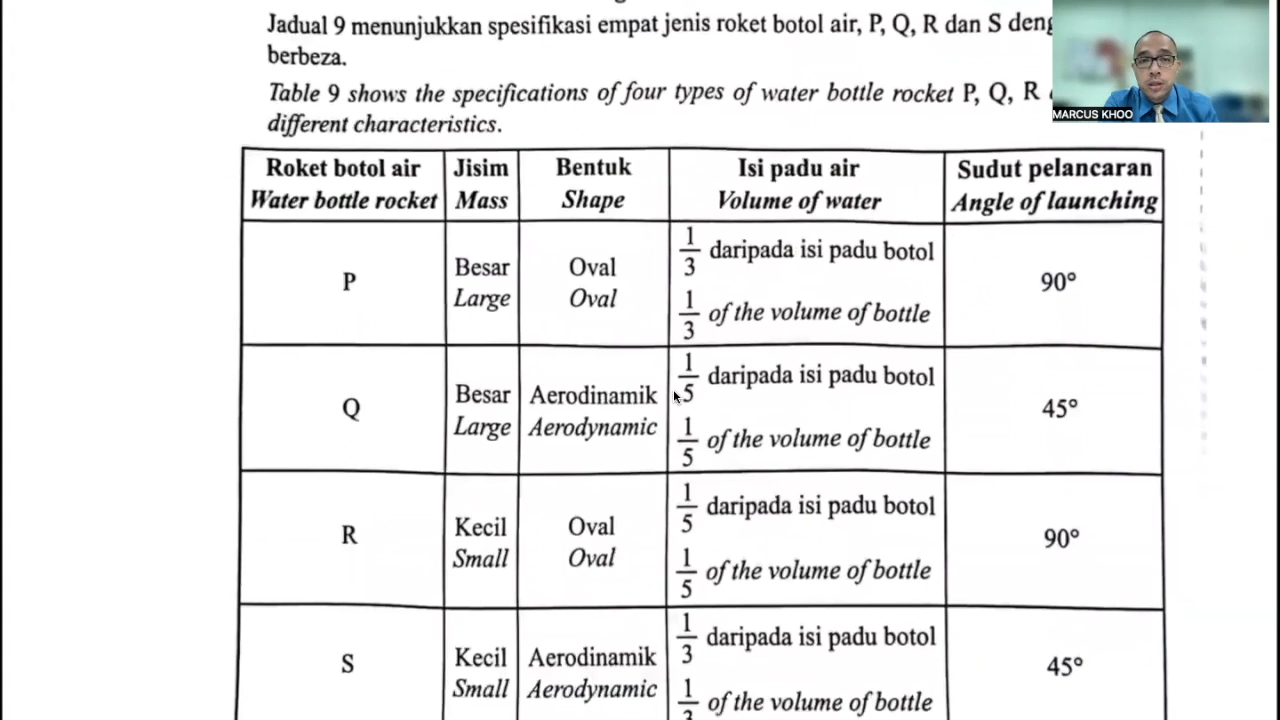 Jadual 9 menunjukkan spesifikasi empat jenis roket botol air, P, Q, R dan S deng
berbeza.
Table 9 shows the specifications of four types of water bottle rocket P, Q, R
different characteristics.
MARCUS KHOO
Roket botol air
Water bottle rocket
Jisim
Mass
Bentuk
Shape
Isi padu air
Volume of water
Sudut pelancaran
Angle of launching
P
Besar
Large
Oval
Oval
1/3 daripada isi padu botol
1/3 of the volume of bottle
90°
Q
Besar
Large
Aerodinamik
Aerodynamic
1/5 daripada isi padu botol
1/5 of the volume of bottle
45°
R
Kecil
Small
Oval
Oval
1/5 daripada isi padu botol
1/5 of the volume of bottle
90°
S
Kecil
Small
Aerodinamik
Aerodynamic
1/3 daripada isi padu botol
1/3 of the volume of bottle
45°